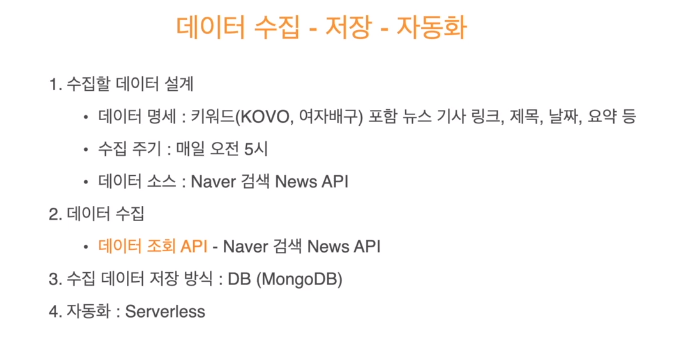 데이터 수집 - 저장 - 자동화
1. 수집할 데이터 설계
• 데이터 명세 : 키워드(KOVO, 여자배구) 포함 뉴스 기사 링크, 제목, 날짜, 요약 등
• 수집 주기 : 매일 오전 5시
• 데이터 소스 : Naver 검색 News API
2. 데이터 수집
• 데이터 조회 API - Naver 검색 News API
3. 수집 데이터 저장 방식 : DB (MongoDB)
4. 자동화 : Serverless